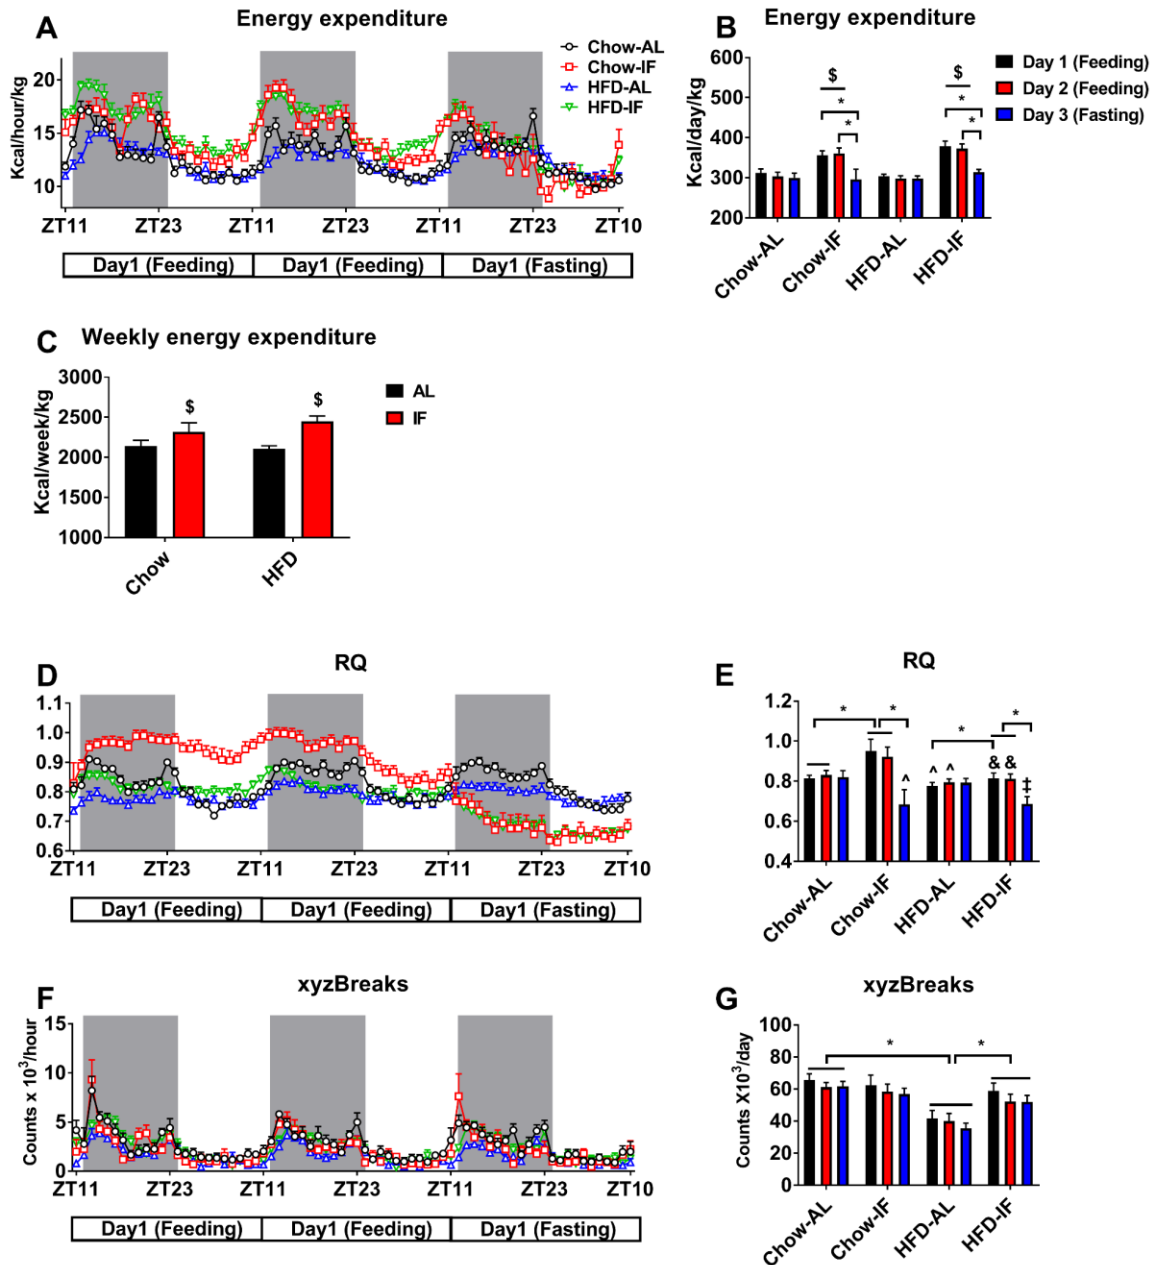 A
Energy expenditure
Kcal/hour/kg
20
15
10
Chow-AL
Chow-IF
HFD-AL
HFD-IF
ZT11
ZT23
ZT11
ZT23
ZT11
ZT23
ZT10
Day1 (Feeding)
Day1 (Feeding)
Day1 (Fasting)
B
Energy expenditure
Kcal/day/kg
600
500
400
300
200
$
*
*
$
*
*
Day 1 (Feeding)
Day 2 (Feeding)
Day 3 (Fasting)
Chow-AL
Chow-IF
HFD-AL
HFD-IF
C
Weekly energy expenditure
Kcal/week/kg
3000
2500
2000
1500
1000
$
$
AL
IF
Chow
HFD
D
RQ
1.1
1.0
0.9
0.8
0.7
0.6
ZT11
ZT23
ZT11
ZT23
ZT11
ZT23
ZT10
Day1 (Feeding)
Day1 (Feeding)
Day1 (Fasting)
E
RQ
1.2
1.0
0.8
0.6
0.4
*
*
^
^ ^
*
*
& &
‡
Chow-AL
Chow-IF
HFD-AL
HFD-IF
F
xyzBreaks
Counts x 10³/hour
15
10
5
0
ZT11
ZT23
ZT11
ZT23
ZT11
ZT23
ZT10
Day1 (Feeding)
Day1 (Feeding)
Day1 (Fasting)
G
xyzBreaks
Counts X10³/day
100
80
60
40
20
0
*
*
Chow-AL
Chow-IF
HFD-AL
HFD-IF